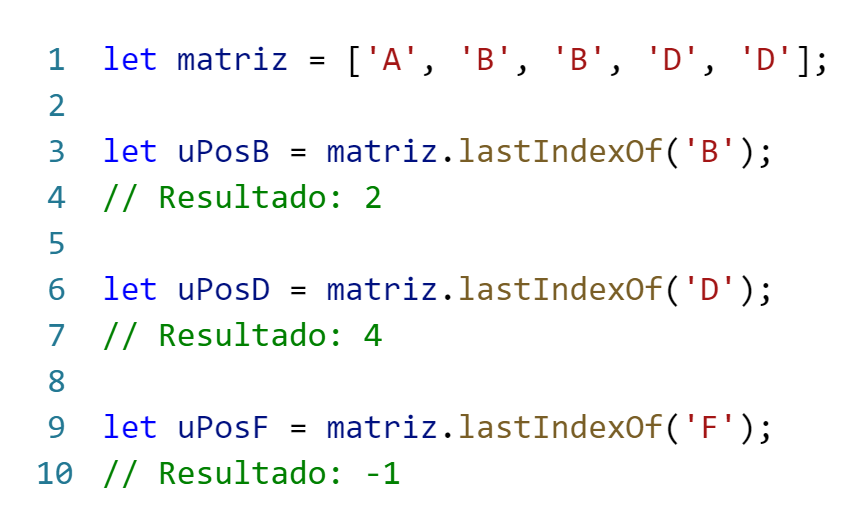 1 let matriz = ['A', 'B', 'B', 'D', 'D'];
2
3 let uPosB = matriz.lastIndexOf('B');
4 // Resultado: 2
5
6 let uPosD = matriz.lastIndexOf('D');
7 // Resultado: 4
8
9 let uPosF = matriz.lastIndexOf('F');
10 // Resultado: -1